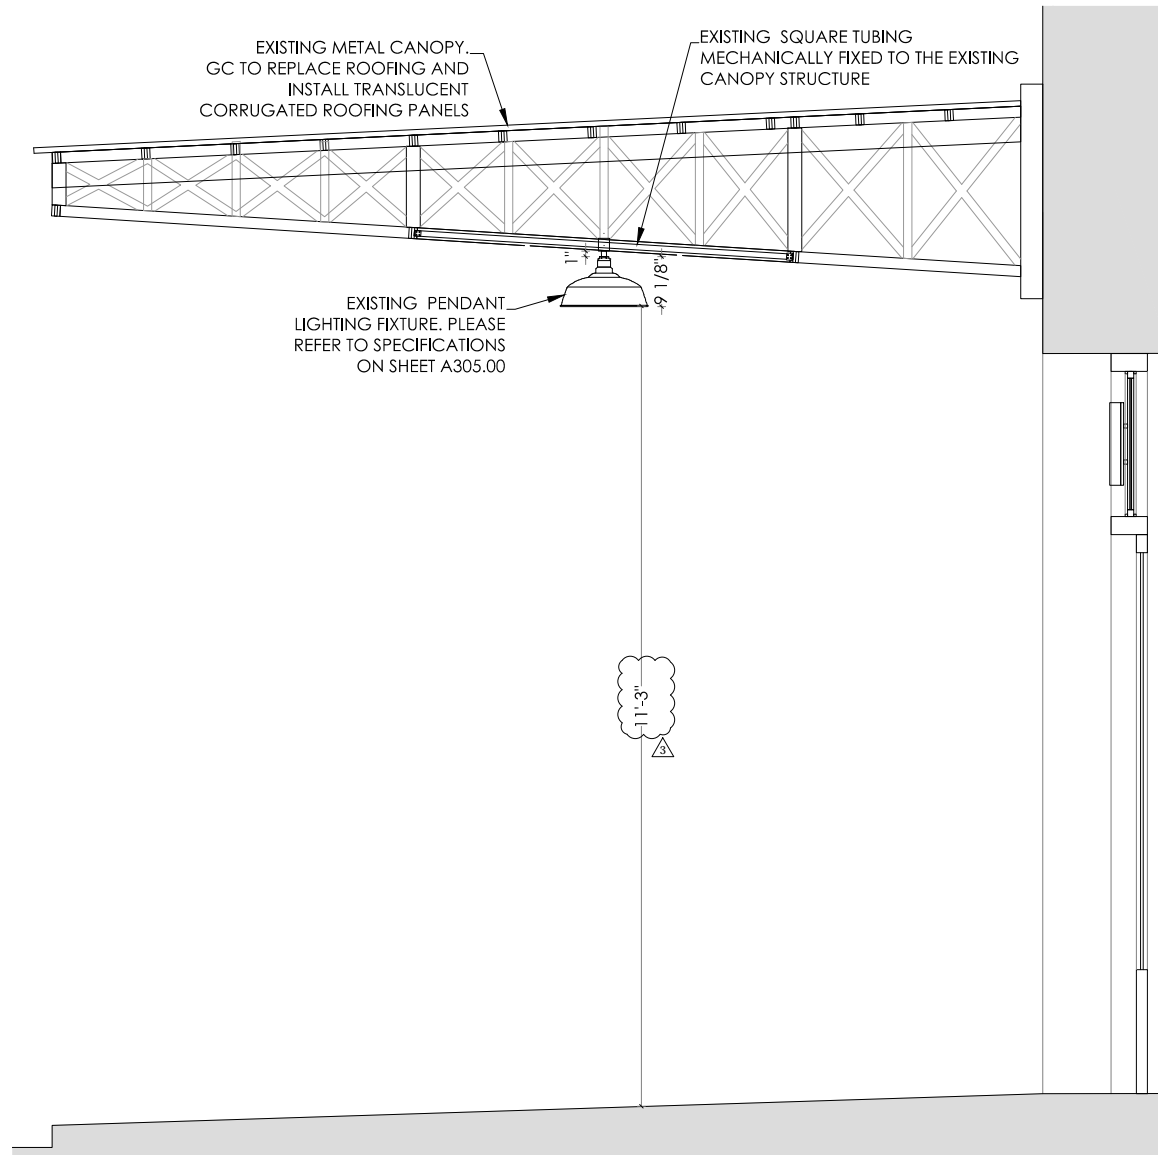 EXISTING METAL CANOPY.
GC TO REPLACE ROOFING AND
INSTALL TRANSLUCENT
CORRUGATED ROOFING PANELS
EXISTING SQUARE TUBING
MECHANICALLY FIXED TO THE EXISTING
CANOPY STRUCTURE
1"
9 1/8"
EXISTING PENDANT
LIGHTING FIXTURE. PLEASE
REFER TO SPECIFICATIONS
ON SHEET A305.00
11'-3"
3